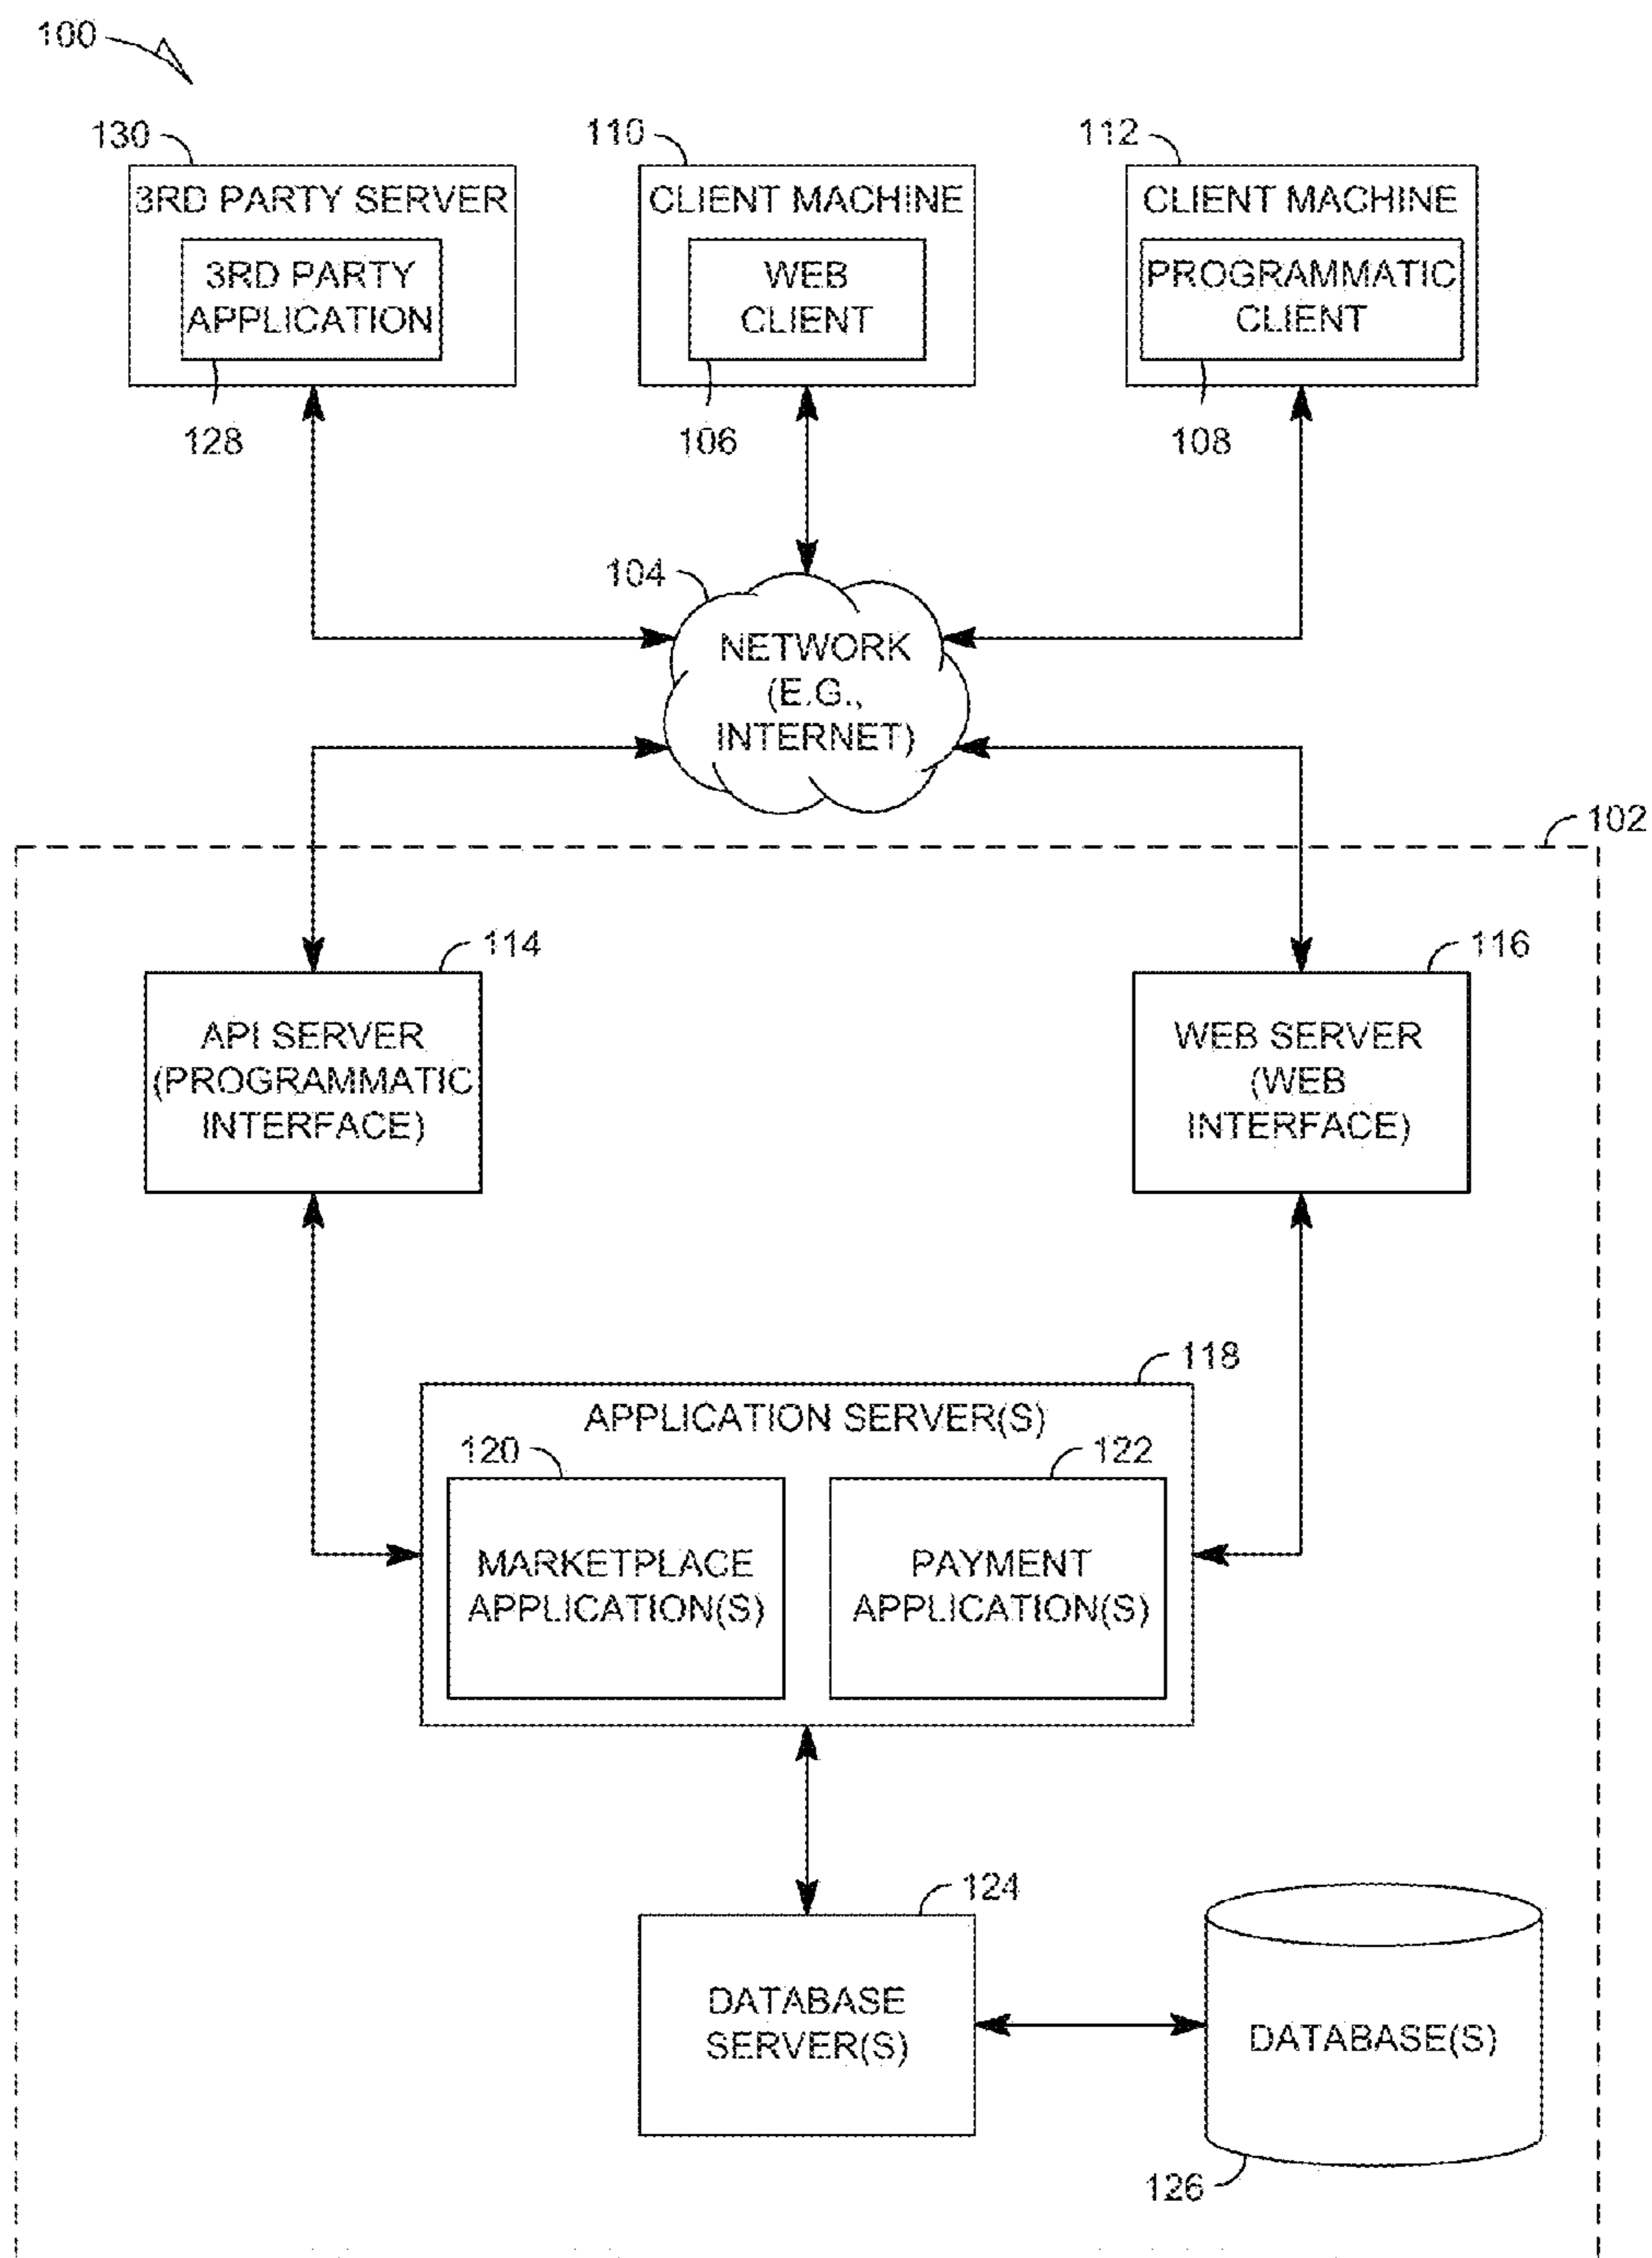 100
130
110
112
3RD PARTY SERVER
CLIENT MACHINE
CLIENT MACHINE
3RD PARTY
APPLICATION
WEB
CLIENT
PROGRAMMATIC
CLIENT
128
106
108
104
NETWORK
(E.G.,
INTERNET)
102
114
116
API SERVER
(PROGRAMMATIC
INTERFACE)
WEB SERVER
(WEB
INTERFACE)
118
APPLICATION SERVER(S)
120
122
MARKETPLACE
APPLICATION(S)
PAYMENT
APPLICATION(S)
124
DATABASE
SERVER(S)
DATABASE(S)
126